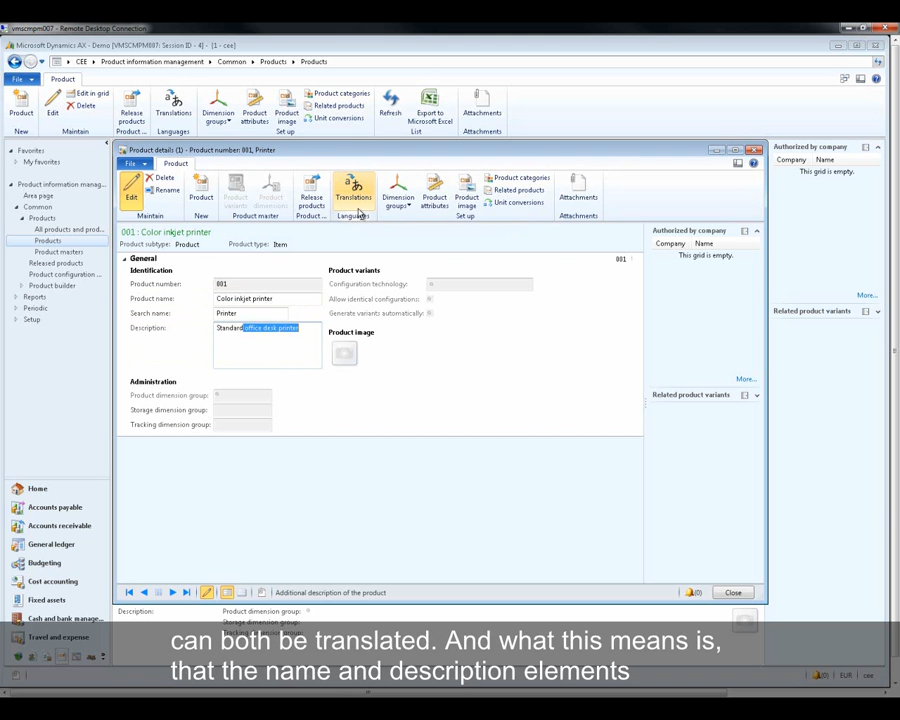 vmscmpm007 - Remote Desktop Connection
Microsoft Dynamics AX - Demo [VMSCMPM007: Session ID - 4] - [1 - cee]
CEE Product information management Common Products Products
File Product
Product Edit Edit in grid Delete Release products Translations Dimension groups Product attributes Product image Product categories Related products Unit conversions Refresh Export to Microsoft Excel Attachments
New Maintain Product ... Languages Set up List Attachments
Favorites
My favorites
Product information manag...
Area page
Common
Products
All products and prod...
Products
Product masters
Released products
Product configuration ...
Product builder
Reports
Periodic
Setup
Home
Accounts payable
Accounts receivable
General ledger
Budgeting
Cost accounting
Fixed assets
Cash and bank manage...
Travel and expense
Product details (1) - Product number: 001, Printer
File Product
Edit Delete Rename Product Product variants Product dimensions Release products Translations Dimension groups Product attributes Product image Product categories Related products Unit conversions Attachments
Maintain New Product master Product ... Languages Set up Attachments
001 : Color inkjet printer
Product subtype: Product Product type: Item
General 001
Identification
Product number: 001
Product name: Color inkjet printer
Search name: Printer
Description: Standard office desk printer
Administration
Product dimension group:
Storage dimension group:
Tracking dimension group:
Product variants
Configuration technology:
Allow identical configurations:
Generate variants automatically:
Product image
Authorized by company
Company Name
This grid is empty.
More...
Related product variants
Additional description of the product (0) Close
Authorized by company
Company Name
This grid is empty.
More...
Related product variants
Description: Product dimension group:
Storage dimension group:
can both be translated. And what this means is,
that the name and description elements
(0) EUR cee